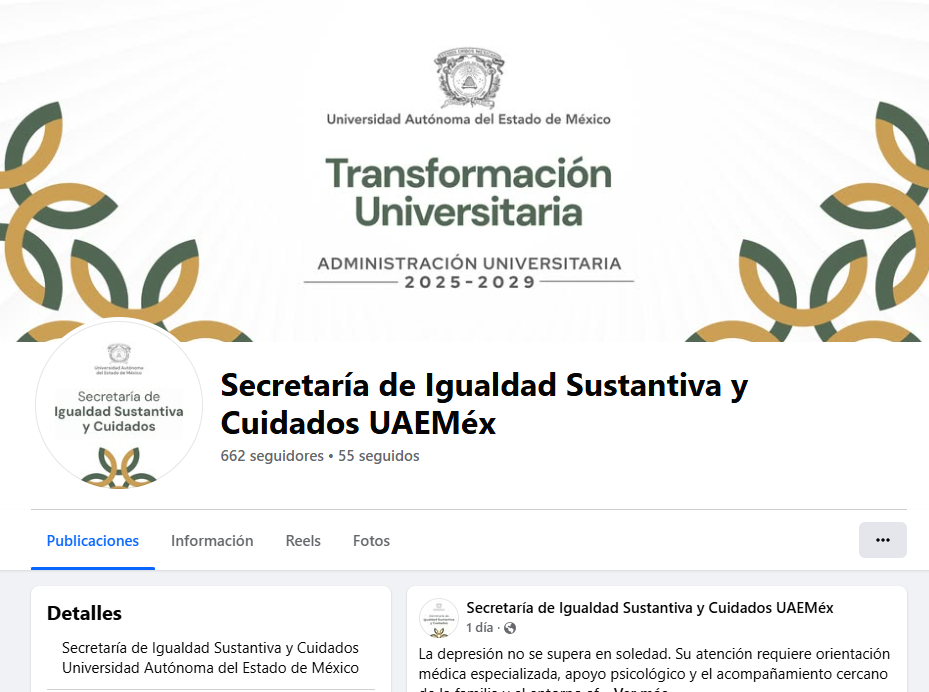 Universidad Autónoma del Estado de México
Transformación
Universitaria
ADMINISTRACIÓN UNIVERSITARIA
2025-2029
Universidad Autónoma
del Estado de México
Secretaría de
Igualdad Sustantiva
y Cuidados
Secretaría de Igualdad Sustantiva y
Cuidados UAEMéx
662 seguidores • 55 seguidos
Publicaciones
Información
Reels
Fotos
Detalles
Secretaría de Igualdad Sustantiva y Cuidados
Universidad Autónoma del Estado de México
Secretaría de Igualdad Sustantiva y Cuidados UAEMéx
1 día ·
La depresión no se supera en soledad. Su atención requiere orientación
médica especializada, apoyo psicológico y el acompañamiento cercano